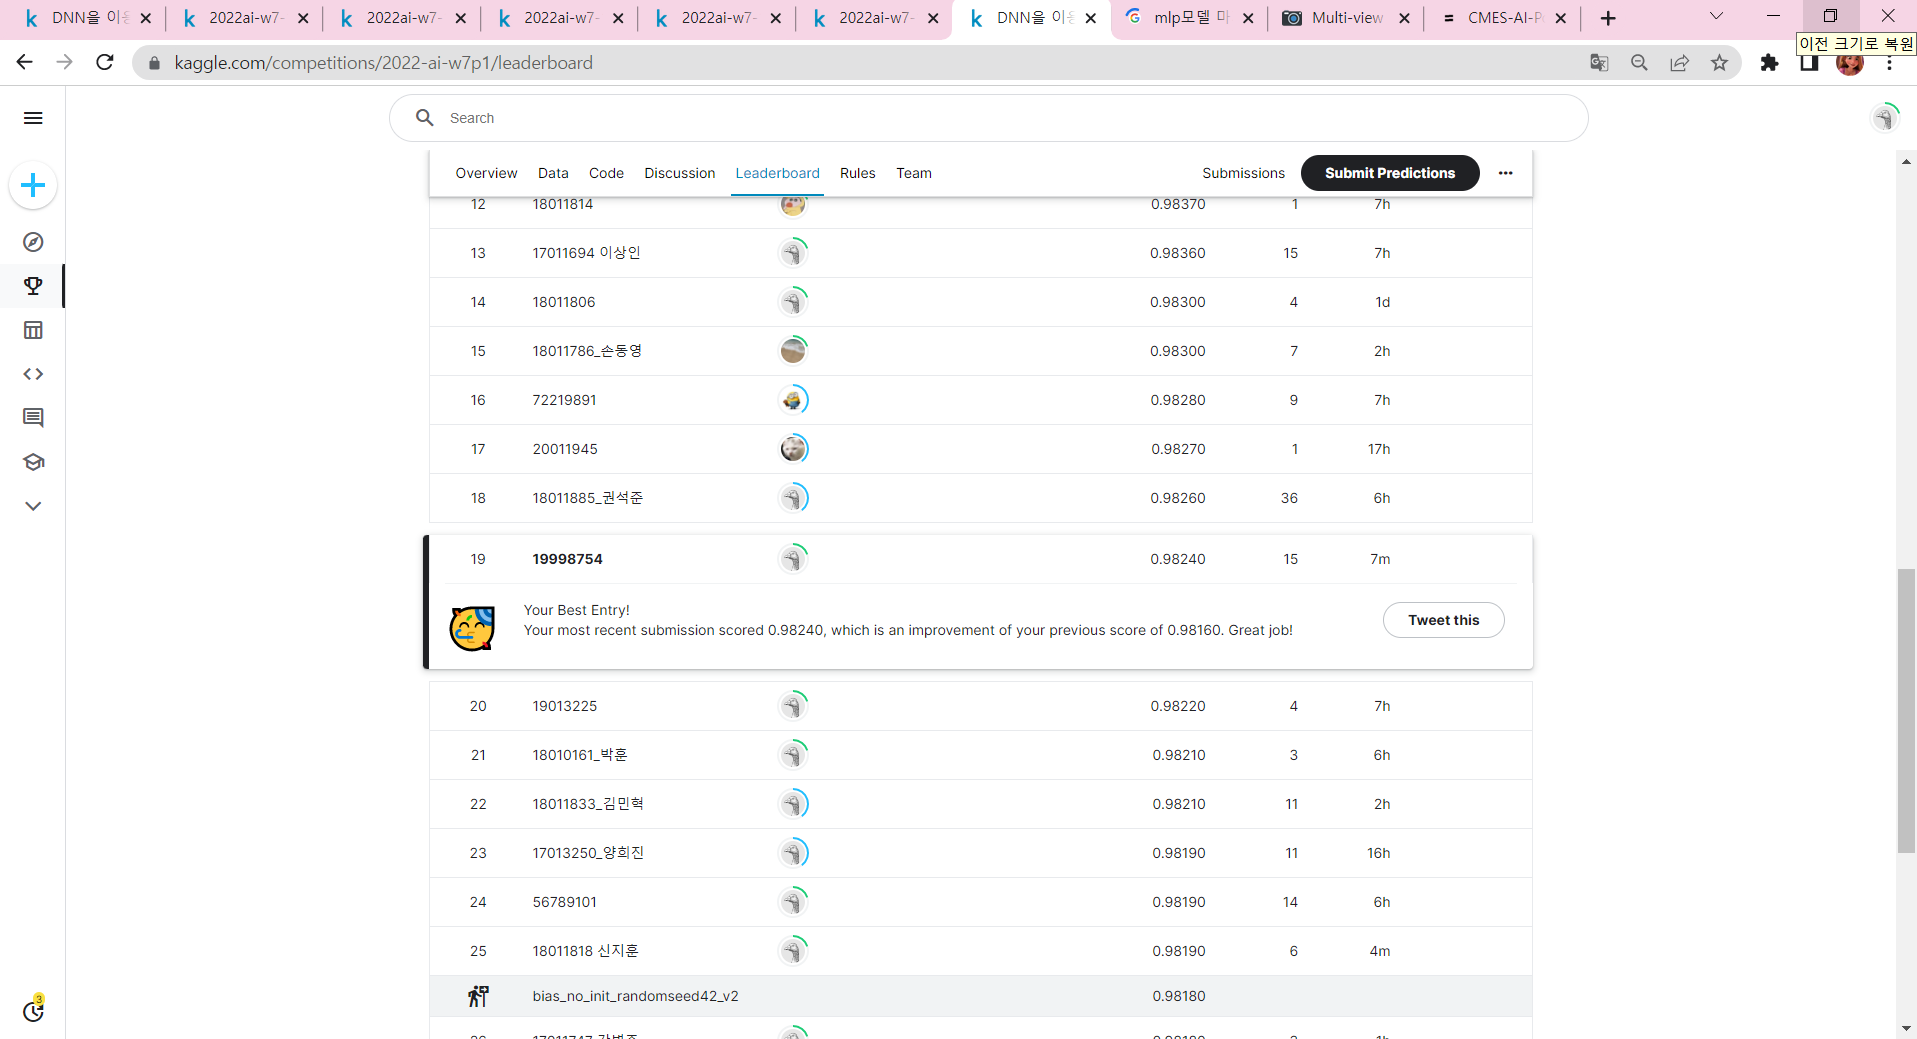 DNN을 이용
2022ai-w7-
2022ai-w7-
2022ai-w7-
2022ai-w7-
2022ai-w7-
DNN을 이용
mlp모델 마
Multi-view
CMES-AI-P
이전 크기로 복원
kaggle.com/competitions/2022-ai-w7p1/leaderboard
Search
Overview Data Code Discussion Leaderboard Rules Team Submissions Submit Predictions
12 18011814 0.98370 1 7h
13 17011694 이상인 0.98360 15 7h
14 18011806 0.98300 4 1d
15 18011786_손동영 0.98300 7 2h
16 72219891 0.98280 9 7h
17 20011945 0.98270 1 17h
18 18011885_권석준 0.98260 36 6h
19 19998754 0.98240 15 7m
Your Best Entry!
Your most recent submission scored 0.98240, which is an improvement of your previous score of 0.98160. Great job!
Tweet this
20 19013225 0.98220 4 7h
21 18010161_박훈 0.98210 3 6h
22 18011833_김민혁 0.98210 11 2h
23 17013250_양희진 0.98190 11 16h
24 56789101 0.98190 14 6h
25 18011818 신지훈 0.98190 6 4m
bias_no_init_randomseed42_v2 0.98180
3